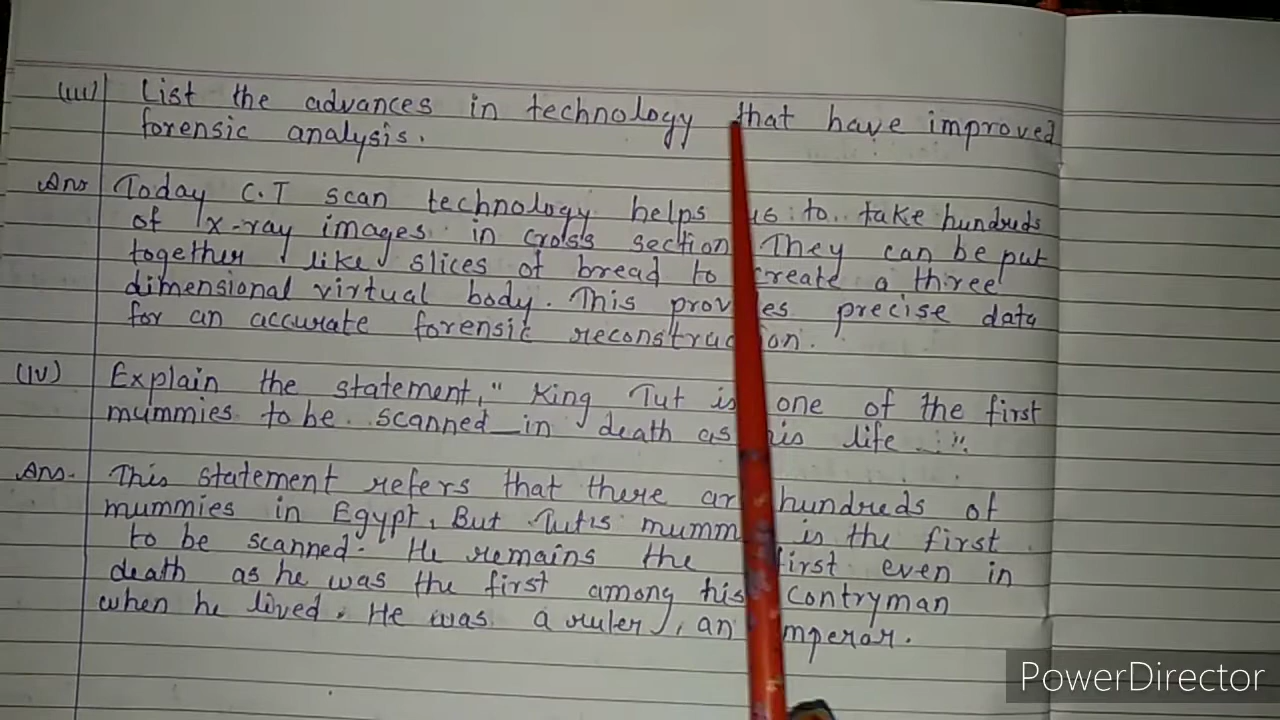 (iii) List the advances in technology that have improved
forensic analysis.
Ans Today C.T scan technology helps us to take hundreds
of x-ray images in cross section They can be put
together like slices of bread to create a three
dimensional virtual body. This provides precise data
for an accurate forensic reconstruction.
(iv) Explain the statement, " King Tut is one of the first
mummies to be scanned in death as his life ..."
Ans. This statement refers that there are hundreds of
mummies in Egypt, But Tut's mummy is the first
to be scanned. He remains the first even in
death as he was the first among his contryman
when he lived. He was a ruler, an emperar.
PowerDirector